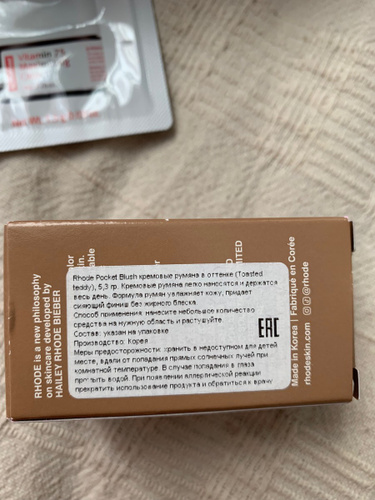 Vitamin 75
Rhode Pocket Blush кремовые румяна в оттенке (Toasted
teddy), 5,3 гр. Кремовые румяна легко наносятся и держатся
весь день. Формула румян увлажняет кожу, придает
сияющий финиш без жирного блеска.
Способ применения: нанесите небольшое количество
средства на нужную область и растушуйте.
Состав: указан на упаковке
Производство: Корея
Меры предосторожности: хранить в недоступном для детей
месте, вдали от попадания прямых солнечных лучей при
комнатной температуре. В случае попадания в глаза
промыть водой. При появлении аллергической реакции
прекратить использование продукта и обратиться к врачу
EAC
RHODE is a new philosophy
on skincare developed by
HAILEY RHODE BIEBER
Made in Korea | Fabriqué en Corée
rhodeskin.com @rhode